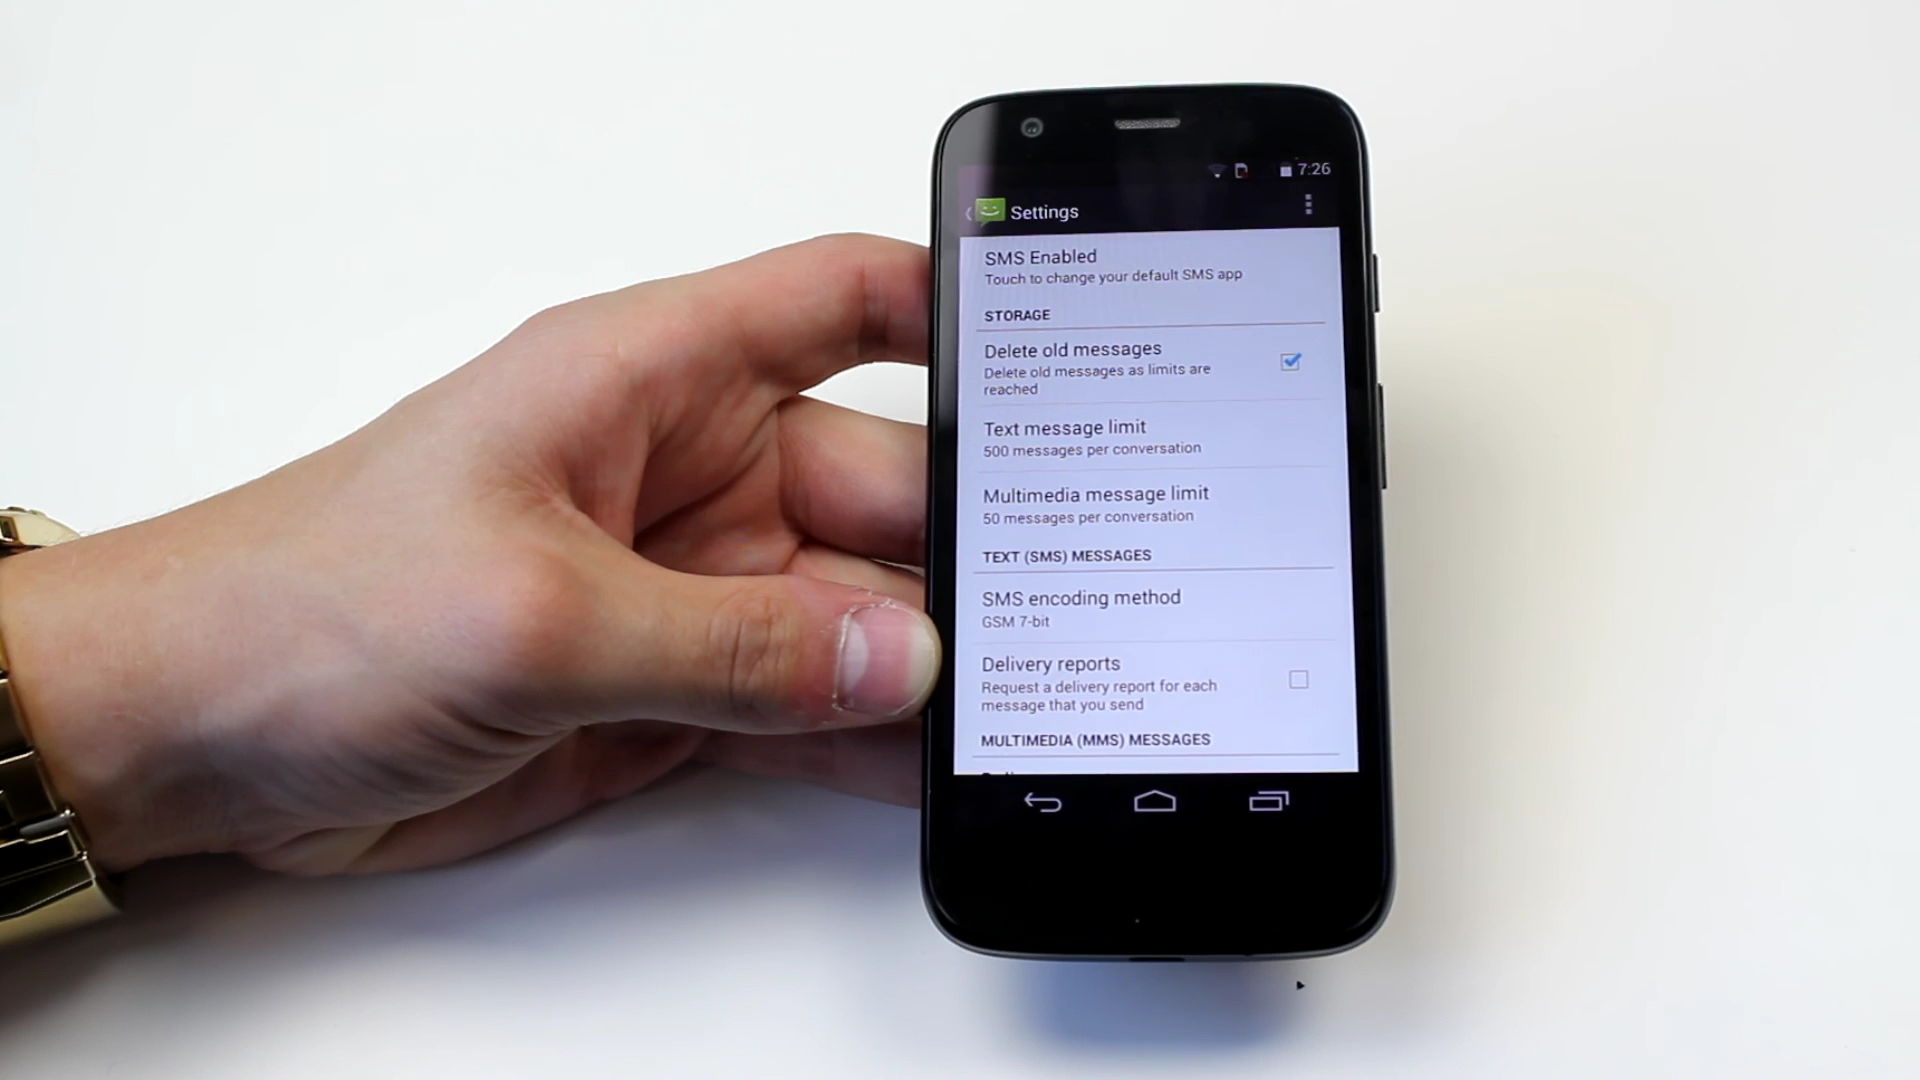 7:26
Settings
SMS Enabled
Touch to change your default SMS app
STORAGE
Delete old messages
Delete old messages as limits are
reached
Text message limit
500 messages per conversation
Multimedia message limit
50 messages per conversation
TEXT (SMS) MESSAGES
SMS encoding method
GSM 7-bit
Delivery reports
Request a delivery report for each
message that you send
MULTIMEDIA (MMS) MESSAGES